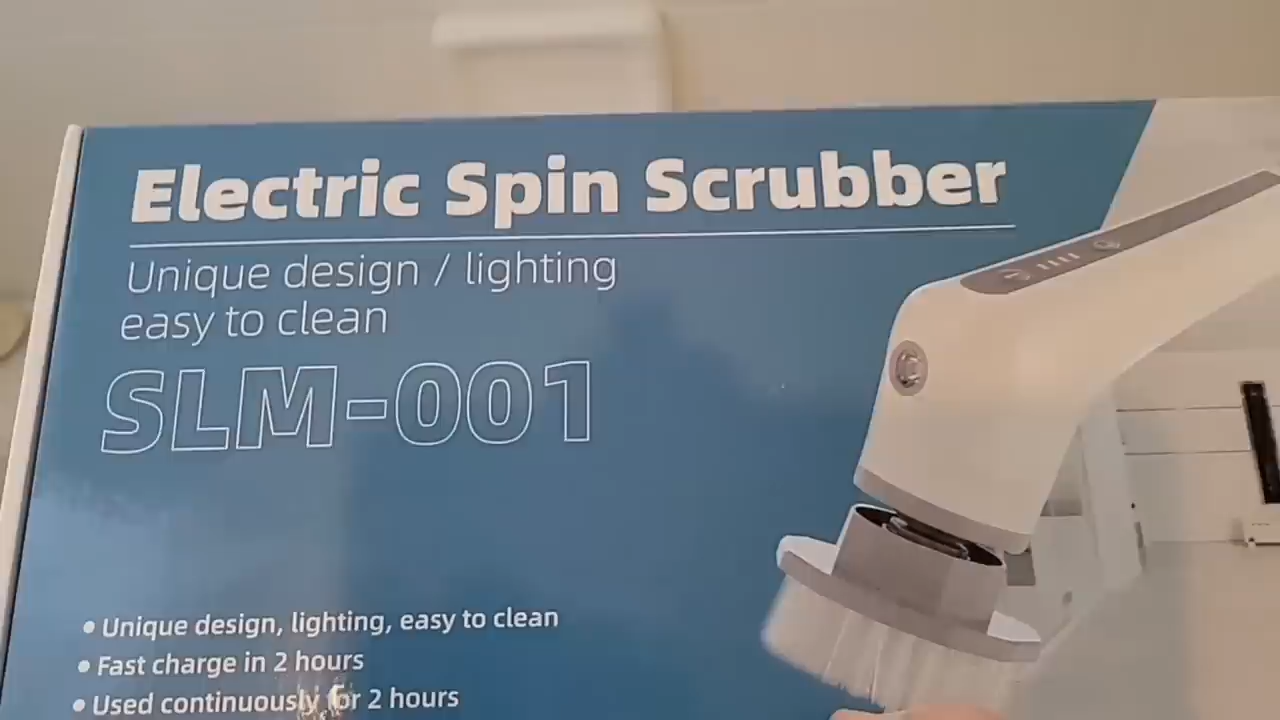 Electric Spin Scrubber
Unique design / lighting
easy to clean
SLM-001
• Unique design, lighting, easy to clean
• Fast charge in 2 hours
• Used continuously for 2 hours